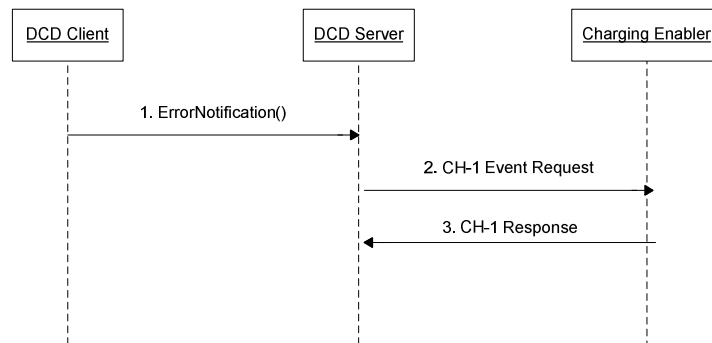 DCD Client
DCD Server
Charging Enabler
1. ErrorNotification()
2. CH-1 Event Request
3. CH-1 Response